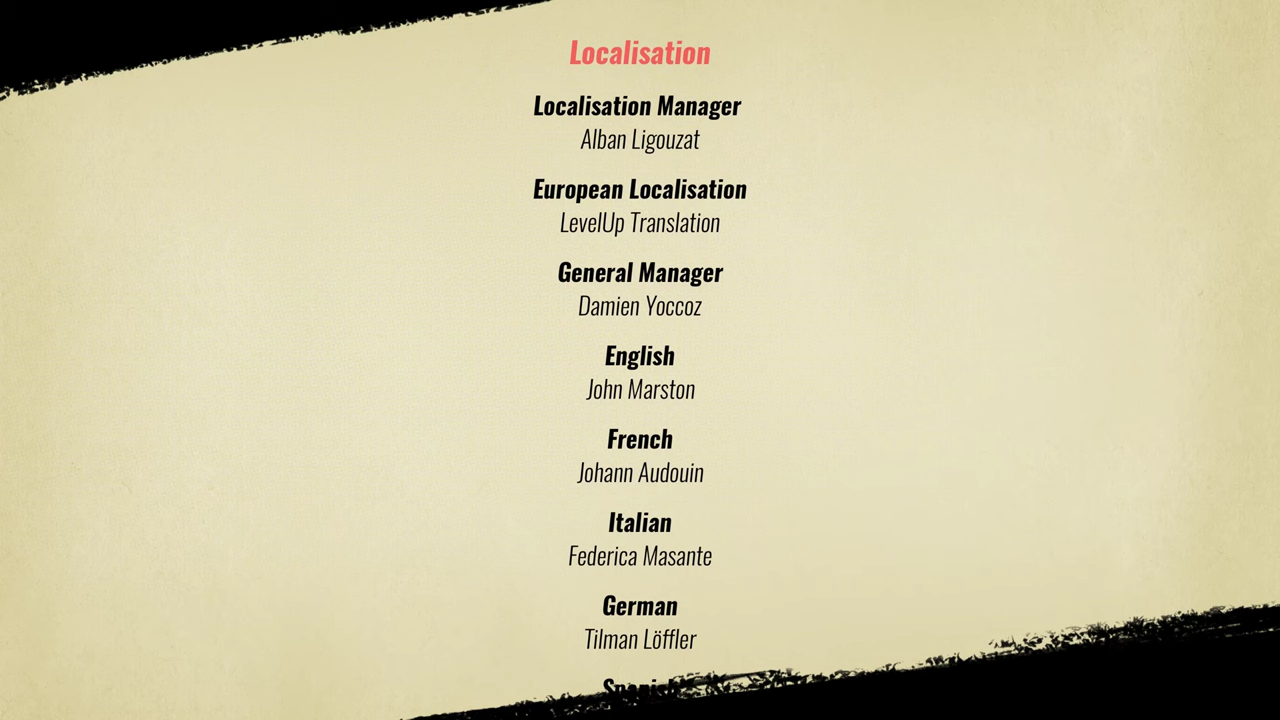 Localisation
Localisation Manager
Alban Ligouzat
European Localisation
LevelUp Translation
General Manager
Damien Yoccoz
English
John Marston
French
Johann Audouin
Italian
Federica Masante
German
Tilman Löffler
Spanish